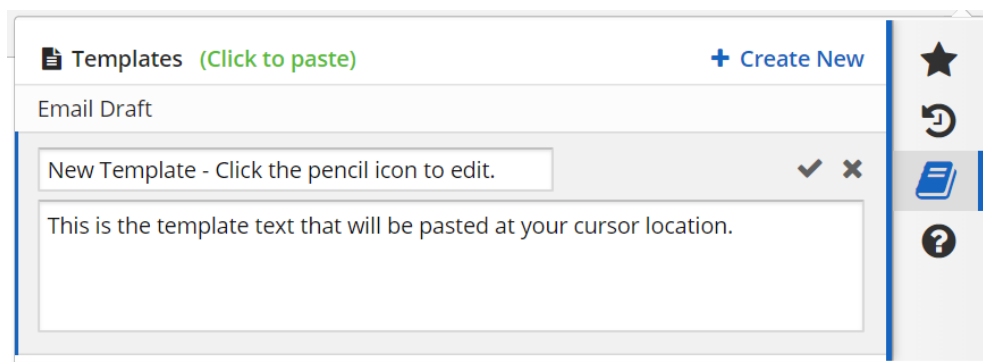 Templates (Click to paste) + Create New
Email Draft
New Template - Click the pencil icon to edit.
This is the template text that will be pasted at your cursor location.